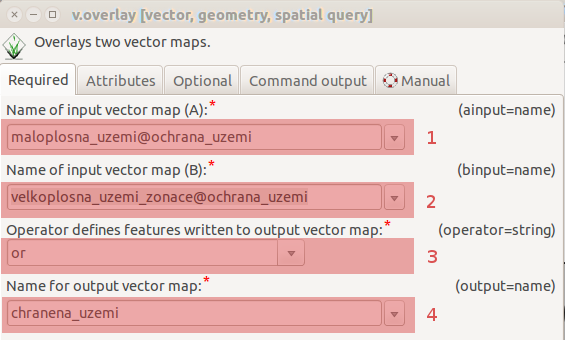 v.overlay [vector, geometry, spatial query]
Overlays two vector maps.
Required Attributes Optional Command output Manual
Name of input vector map (A):* (ainput=name)
maloplosna_uzemi@ochrana_uzemi 1
Name of input vector map (B):* (binput=name)
velkoplosna_uzemi_zonace@ochrana_uzemi 2
Operator defines features written to output vector map:* (operator=string)
or 3
Name for output vector map:* (output=name)
chranena_uzemi 4